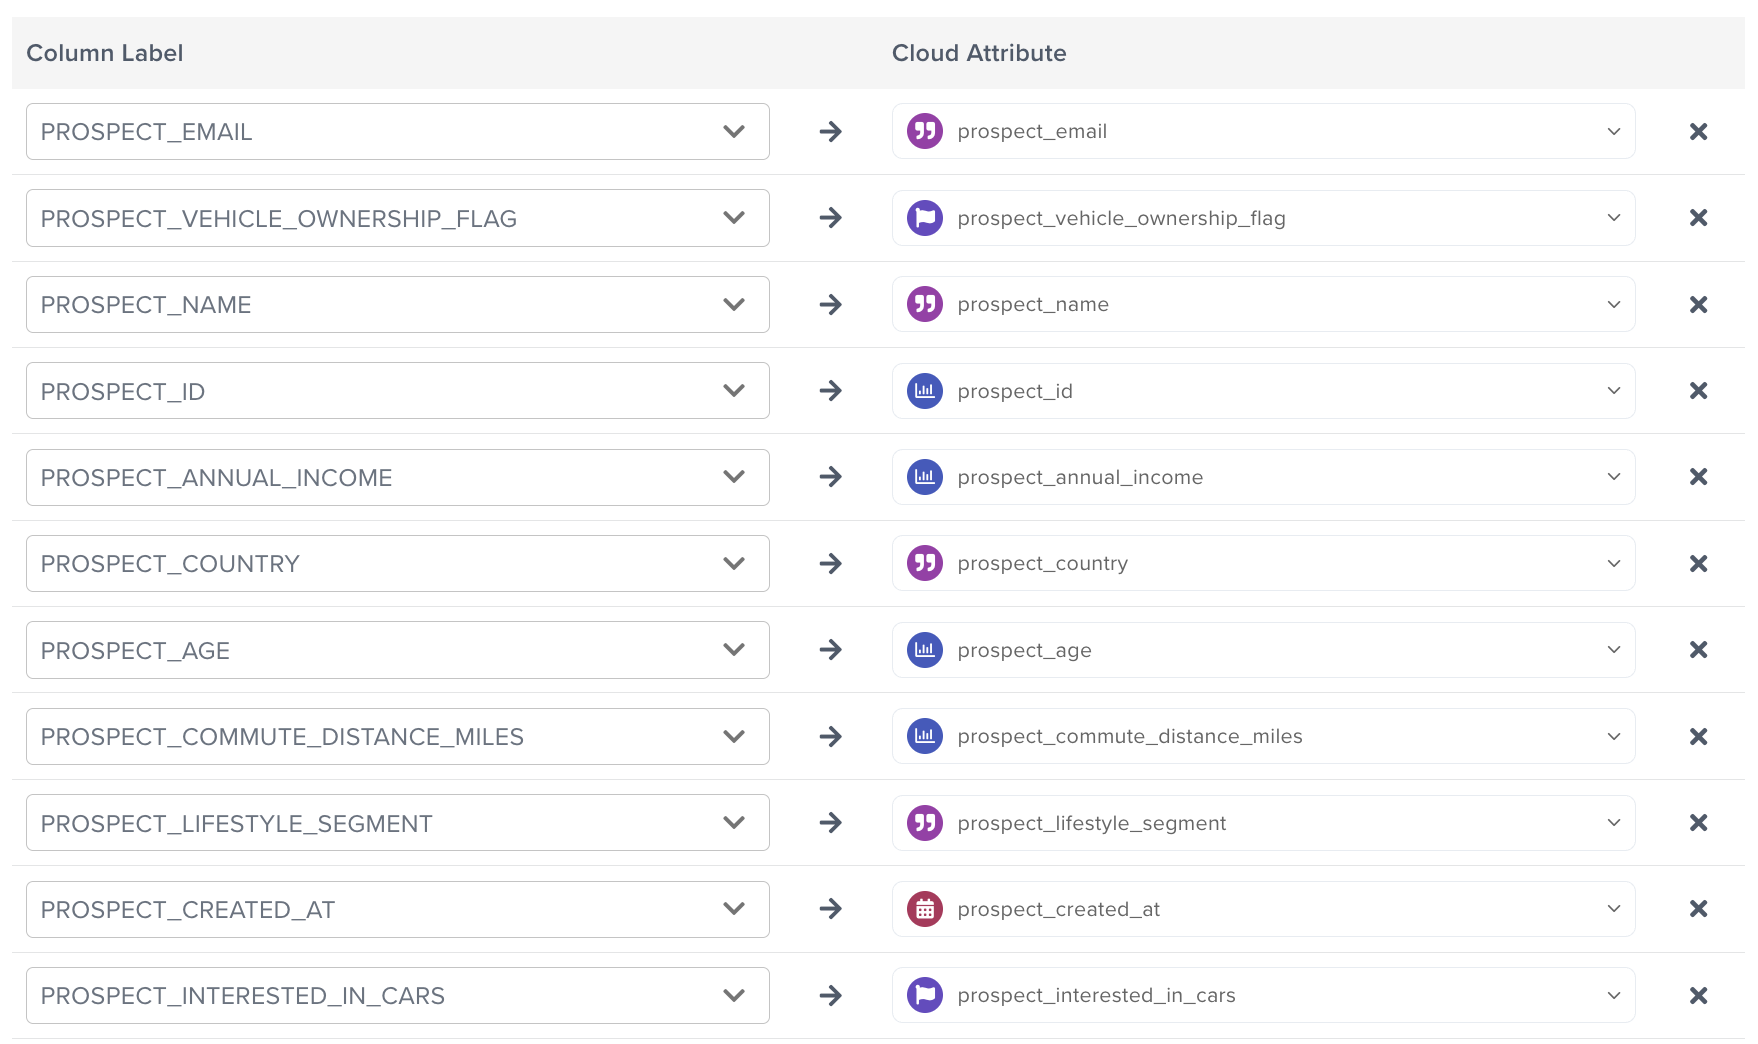 Column Label Cloud Attribute
PROSPECT_EMAIL prospect_email
PROSPECT_VEHICLE_OWNERSHIP_FLAG prospect_vehicle_ownership_flag
PROSPECT_NAME prospect_name
PROSPECT_ID prospect_id
PROSPECT_ANNUAL_INCOME prospect_annual_income
PROSPECT_COUNTRY prospect_country
PROSPECT_AGE prospect_age
PROSPECT_COMMUTE_DISTANCE_MILES prospect_commute_distance_miles
PROSPECT_LIFESTYLE_SEGMENT prospect_lifestyle_segment
PROSPECT_CREATED_AT prospect_created_at
PROSPECT_INTERESTED_IN_CARS prospect_interested_in_cars